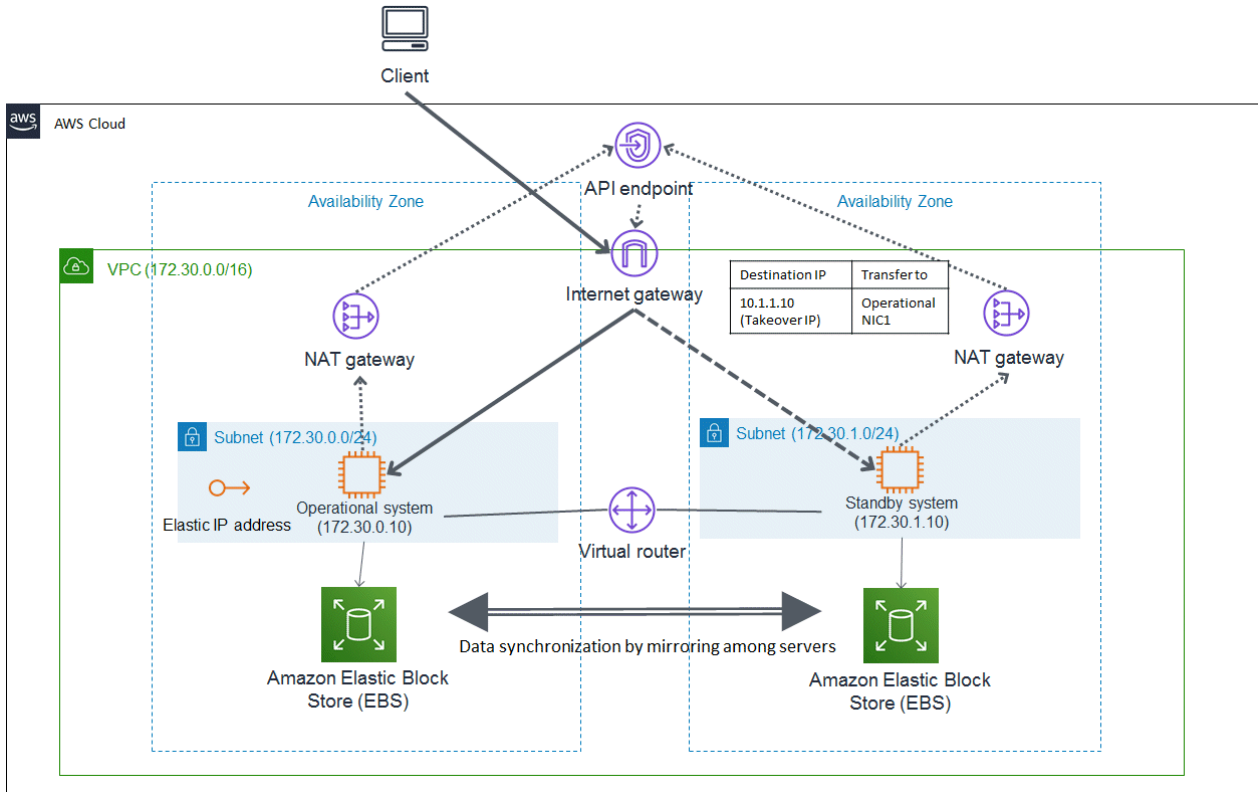 Client
aws
AWS Cloud
API endpoint
Availability Zone
Availability Zone
VPC (172.30.0.0/16)
Internet gateway
Destination IP
Transfer to
10.1.1.10
(Takeover IP)
Operational
NIC1
NAT gateway
NAT gateway
Subnet (172.30.0.0/24)
Subnet (172.30.1.0/24)
Elastic IP address
Operational system
(172.30.0.10)
Standby system
(172.30.1.10)
Virtual router
Data synchronization by mirroring among servers
Amazon Elastic Block
Store (EBS)
Amazon Elastic Block
Store (EBS)